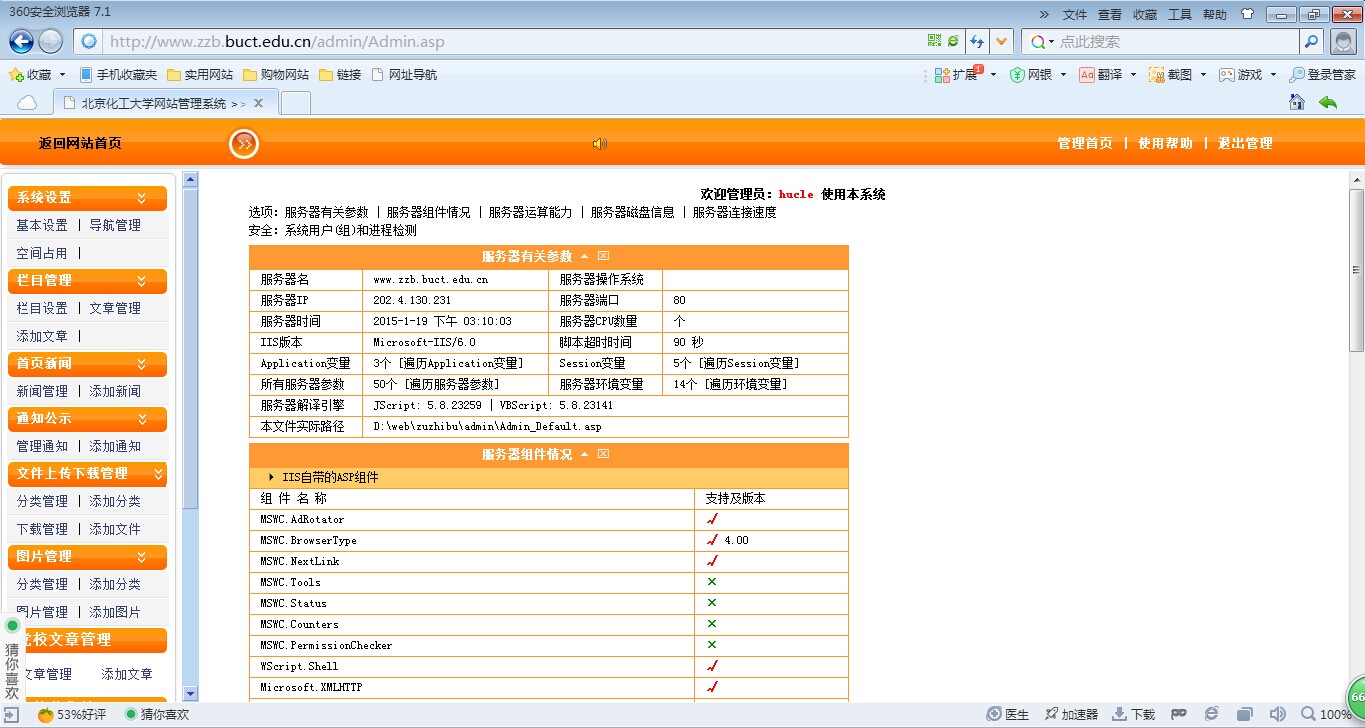 360安全浏览器 7.1
» 文件 查看 收藏 工具 帮助
http://www.zzb.buct.edu.cn/admin/Admin.asp 点此搜索
收藏 手机收藏夹 实用网站 购物网站 链接 网址导航 扩展 1 网银 Aa 翻译 截图 游戏 登录管家
北京化工大学网站管理系统 >>
返回网站首页 管理首页 | 使用帮助 | 退出管理
系统设置
基本设置 | 导航管理
空间占用 |
栏目管理
栏目设置 | 文章管理
添加文章 |
首页新闻
新闻管理 | 添加新闻
通知公示
管理通知 | 添加通知
文件上传下载管理
分类管理 | 添加分类
下载管理 | 添加文件
图片管理
分类管理 | 添加分类
图片管理 | 添加图片
校文章管理
文章管理 添加文章
猜你喜欢
欢迎管理员：hucle 使用本系统
选项：服务器有关参数 | 服务器组件情况 | 服务器运算能力 | 服务器磁盘信息 | 服务器连接速度
安全：系统用户(组)和进程检测
服务器有关参数
服务器名 www.zzb.buct.edu.cn 服务器操作系统
服务器IP 202.4.130.231 服务器端口 80
服务器时间 2015-1-19 下午 03:10:03 服务器CPU数量 个
IIS版本 Microsoft-IIS/6.0 脚本超时时间 90 秒
Application变量 3个 [遍历Application变量] Session变量 5个 [遍历Session变量]
所有服务器参数 50个 [遍历服务器参数] 服务器环境变量 14个 [遍历环境变量]
服务器解译引擎 JScript: 5.8.23259 | VBScript: 5.8.23141
本文件实际路径 D:\web\zuzhibu\admin\Admin_Default.asp
服务器组件情况
IIS自带的ASP组件
组 件 名 称 支持及版本
MSWC.AdRotator √
MSWC.BrowserType √ 4.00
MSWC.NextLink √
MSWC.Tools ×
MSWC.Status ×
MSWC.Counters ×
MSWC.PermissionChecker ×
WScript.Shell √
Microsoft.XMLHTTP √
66
53%好评 猜你喜欢 医生 加速器 下载 100%